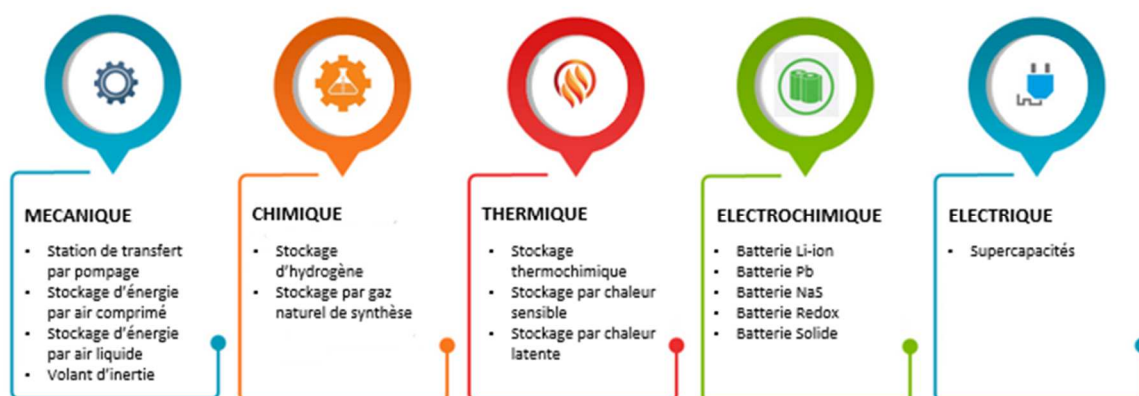 MECANIQUE
▪ Station de transfert
par pompage
▪ Stockage d'énergie
par air comprimé
▪ Stockage d'énergie
par air liquide
▪ Volant d'inertie
CHIMIQUE
▪ Stockage
d'hydrogène
▪ Stockage par gaz
naturel de synthèse
THERMIQUE
▪ Stockage
thermochimique
▪ Stockage par chaleur
sensible
▪ Stockage par chaleur
latente
ELECTROCHIMIQUE
▪ Batterie Li-ion
▪ Batterie Pb
▪ Batterie NaS
▪ Batterie Redox
▪ Batterie Solide
ELECTRIQUE
▪ Supercapacités